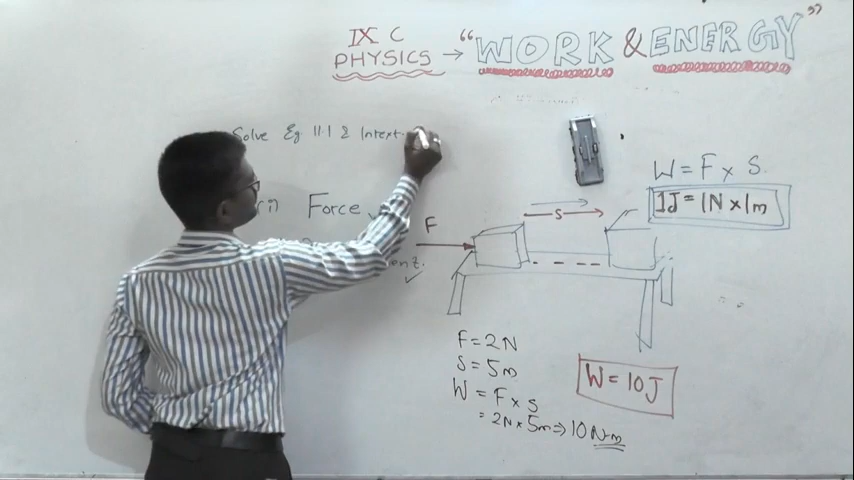 IX C
PHYSICS → "WORK & ENERGY"
Solve Eg 11.1 & Intext
Force ✓
F
S
W = F × S
1J = 1N × 1m
F = 2N
S = 5m
W = F × S
= 2N × 5m ⇒ 10 N-m
W = 10J